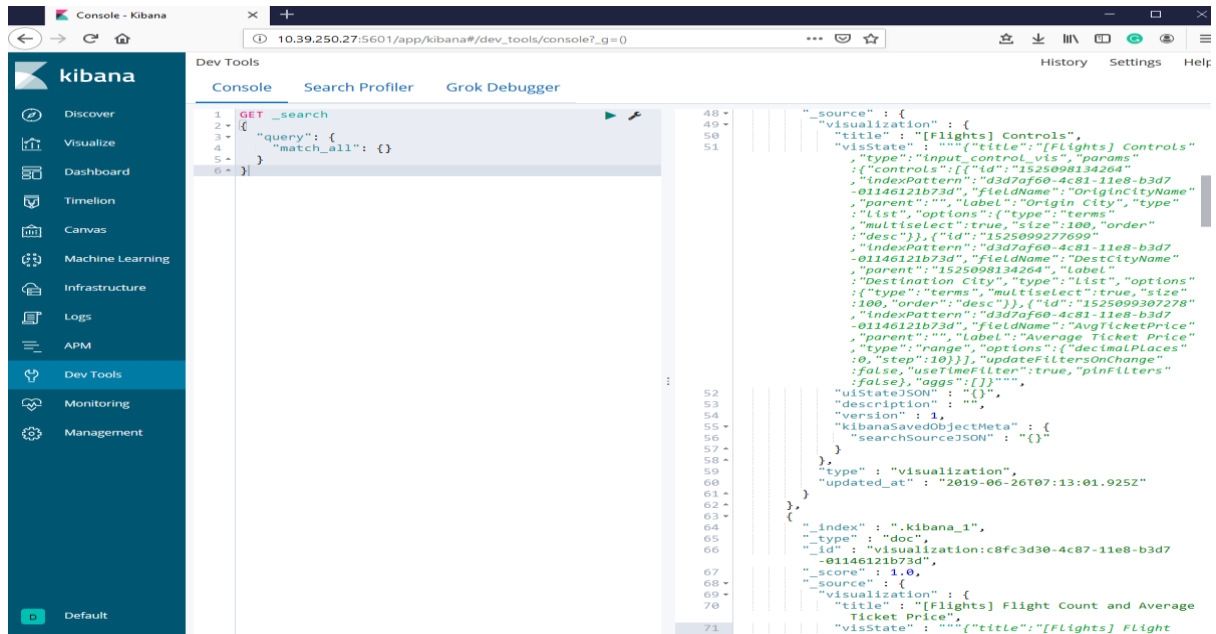 Console - Kibana
10.39.250.27:5601/app/kibana#/dev_tools/console?_g=()
kibana
Discover
Visualize
Dashboard
Timelion
Canvas
Machine Learning
Infrastructure
Logs
APM
Dev Tools
Monitoring
Management
D Default
Dev Tools
History Settings Help
Console Search Profiler Grok Debugger
1 GET _search
2 {
3 "query": {
4 "match_all": {}
5 }
6 }
48 "_source" : {
49 "visualization" : {
50 "title" : "[Flights] Controls",
51 "visState" : """{"title":"[Flights] Controls"
,"type":"input_control_vis","params"
:{"controls":[{"id":"1525098134264"
,"indexPattern":"d3d7af60-4c81-11e8-b3d7
-01146121b73d","fieldName":"OriginCityName"
,"parent":"","label":"Origin City","type"
:"list","options":{"type":"terms"
,"multiselect":true,"size":100,"order"
:"desc"}},{"id":"1525099277699"
,"indexPattern":"d3d7af60-4c81-11e8-b3d7
-01146121b73d","fieldName":"DestCityName"
,"parent":"1525098134264","label"
:"Destination City","type":"list","options"
:{"type":"terms","multiselect":true,"size"
:100,"order":"desc"}},{"id":"1525099307278"
,"indexPattern":"d3d7af60-4c81-11e8-b3d7
-01146121b73d","fieldName":"AvgTicketPrice"
,"parent":"","label":"Average Ticket Price"
,"type":"range","options":{"decimalPlaces"
:0,"step":10}}],"updateFiltersOnChange"
:false,"useTimeFilter":true,"pinFilters"
:false},"aggs":[]}""",
52 "uiStateJSON" : "{}",
53 "description" : "",
54 "version" : 1,
55 "kibanaSavedObjectMeta" : {
56 "searchSourceJSON" : "{}"
57 }
58 },
59 "type" : "visualization",
60 "updated_at" : "2019-06-26T07:13:01.925Z"
61 }
62 },
63 {
64 "_index" : ".kibana_1",
65 "_type" : "doc",
66 "_id" : "visualization:c8fc3d30-4c87-11e8-b3d7
-01146121b73d",
67 "_score" : 1.0,
68 "_source" : {
69 "visualization" : {
70 "title" : "[Flights] Flight Count and Average
Ticket Price",
71 "visState" : """{"title":"[Flights] Flight